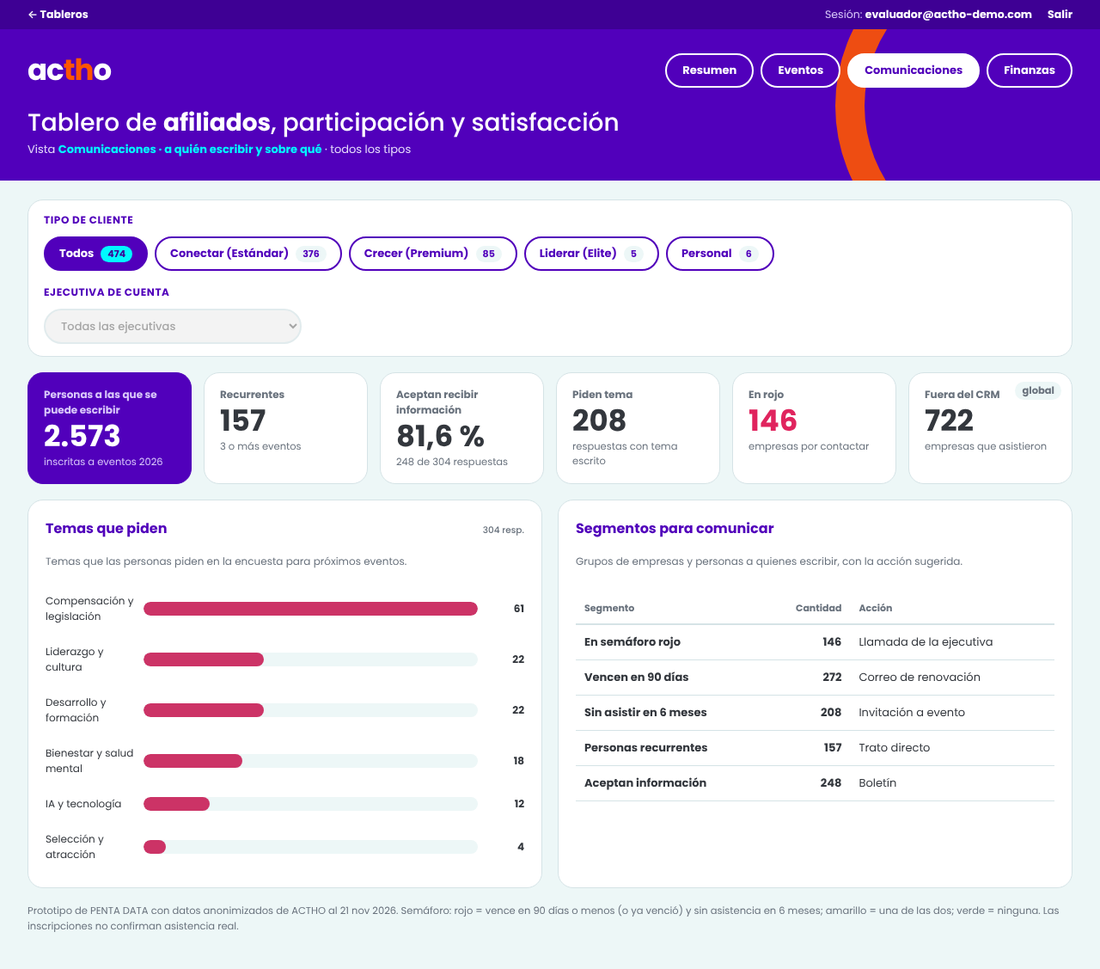 ← Tableros
Sesión: evaluador@actho-demo.com Salir
actho
Resumen Eventos Comunicaciones Finanzas
Tablero de afiliados, participación y satisfacción
Vista Comunicaciones · a quién escribir y sobre qué · todos los tipos
TIPO DE CLIENTE
Todos 474 Conectar (Estándar) 376 Crecer (Premium) 85 Liderar (Elite) 5 Personal 6
EJECUTIVA DE CUENTA
Todas las ejecutivas
Personas a las que se
puede escribir
2.573
inscritas a eventos 2026
Recurrentes
157
3 o más eventos
Aceptan recibir
información
81,6 %
248 de 304 respuestas
Piden tema
208
respuestas con tema
escrito
En rojo
146
empresas por contactar
Fuera del CRM
global
722
empresas que asistieron
Temas que piden
304 resp.
Temas que las personas piden en la encuesta para próximos eventos.
Compensación y
legislación
61
Liderazgo y
cultura
22
Desarrollo y
formación
22
Bienestar y salud
mental
18
IA y tecnología
12
Selección y
atracción
4
Segmentos para comunicar
Grupos de empresas y personas a quienes escribir, con la acción sugerida.
Segmento Cantidad Acción
En semáforo rojo 146 Llamada de la ejecutiva
Vencen en 90 días 272 Correo de renovación
Sin asistir en 6 meses 208 Invitación a evento
Personas recurrentes 157 Trato directo
Aceptan información 248 Boletín
Prototipo de PENTA DATA con datos anonimizados de ACTHO al 21 nov 2026. Semáforo: rojo = vence en 90 días o menos (o ya venció) y sin asistencia en 6 meses; amarillo = una de las dos; verde = ninguna. Las
inscripciones no confirman asistencia real.